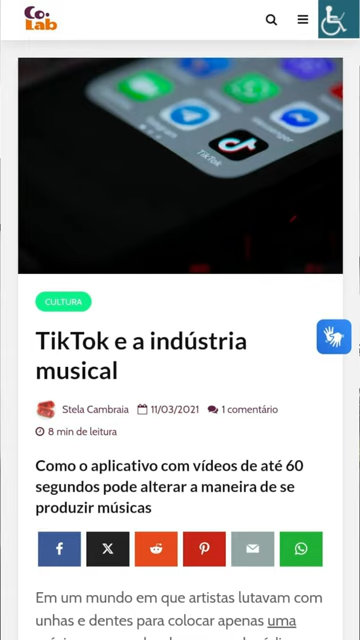 Co.
Lab
Telegram
TikTok
Messenger
CULTURA
TikTok e a indústria
musical
Stela Cambraia 11/03/2021 1 comentário
8 min de leitura
Como o aplicativo com vídeos de até 60
segundos pode alterar a maneira de se
produzir músicas
Em um mundo em que artistas lutavam com
unhas e dentes para colocar apenas uma